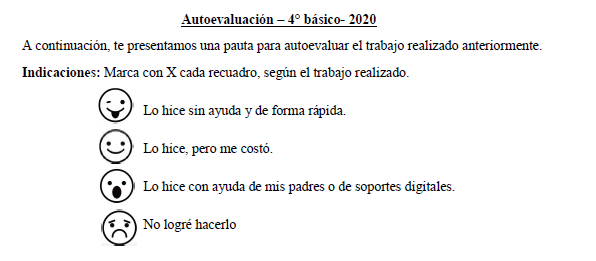 Autoevaluación – 4° básico- 2020
A continuación, te presentamos una pauta para autoevaluar el trabajo realizado anteriormente.
Indicaciones: Marca con X cada recuadro, según el trabajo realizado.
Lo hice sin ayuda y de forma rápida.
Lo hice, pero me costó.
Lo hice con ayuda de mis padres o de soportes digitales.
No logré hacerlo